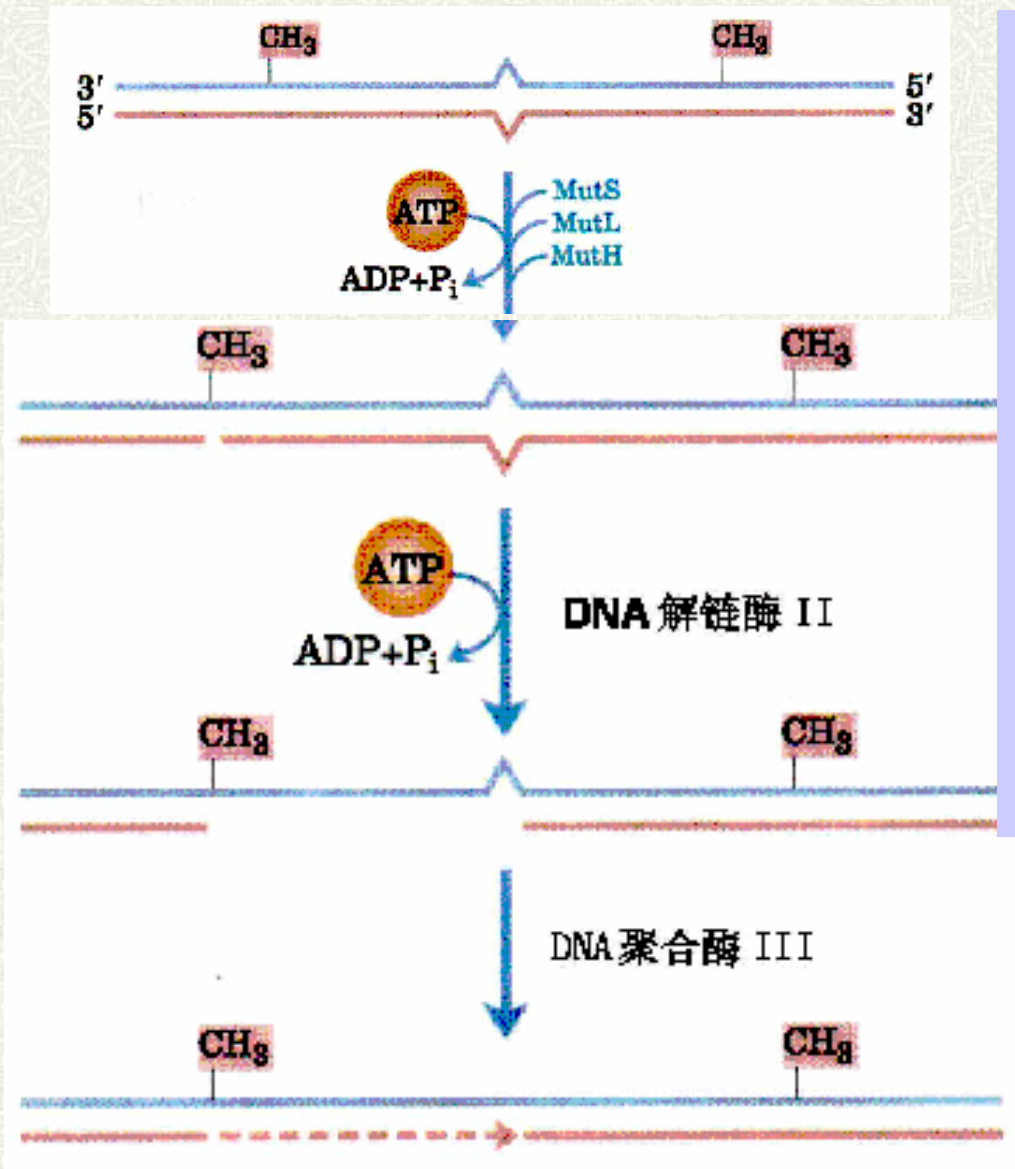 CH3 CH3
3′ 5′
5′ 3′
ATP MutS
MutL
ADP+Pi MutH
CH3 CH3
ATP
DNA 解链酶 II
ADP+Pi
CH3 CH3
DNA 聚合酶 III
CH3 CH3